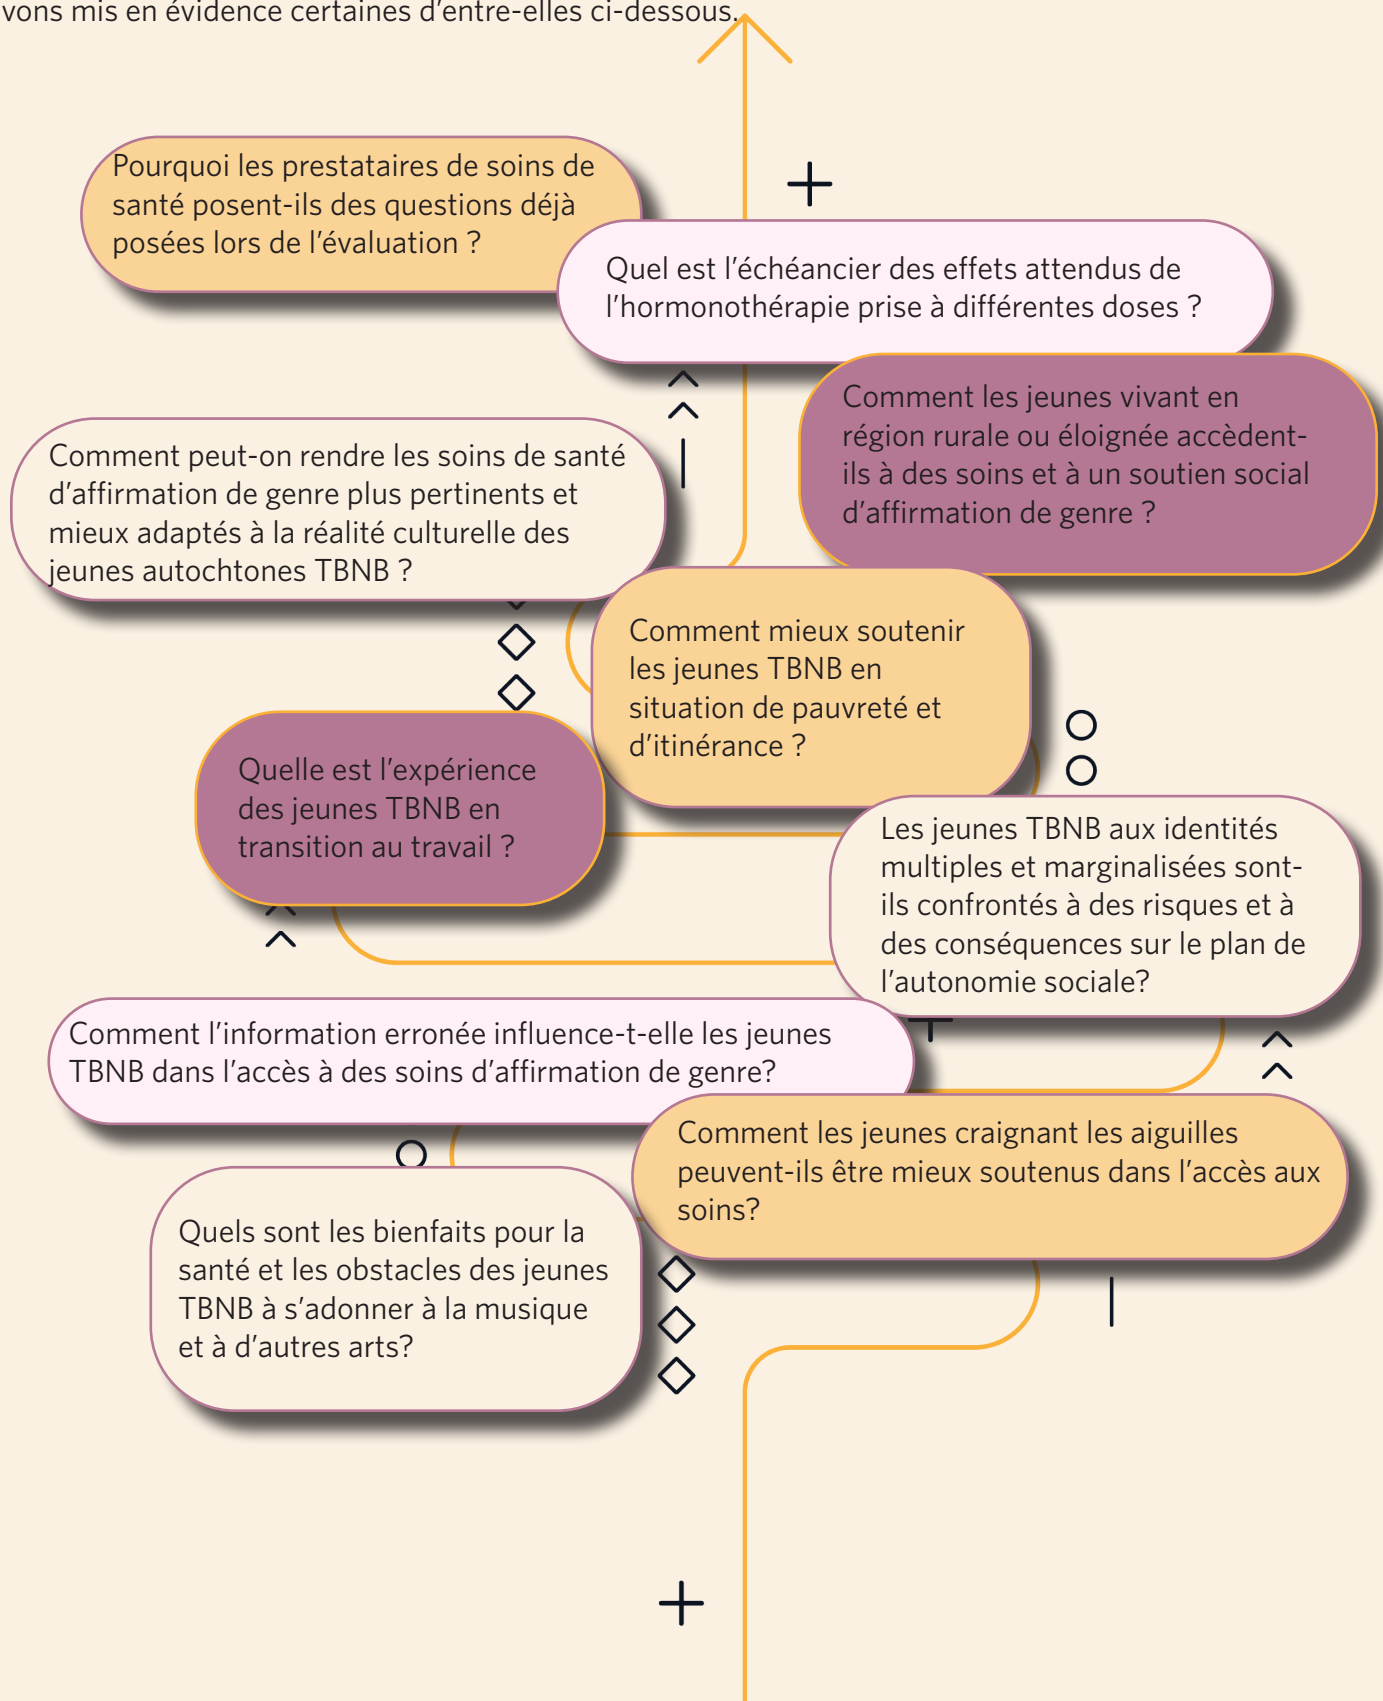 vons mis en évidence certaines d'entre-elles ci-dessous.
Pourquoi les prestataires de soins de
santé posent-ils des questions déjà
posées lors de l'évaluation ?
Quel est l'échéancier des effets attendus de
l'hormonothérapie prise à différentes doses ?
Comment les jeunes vivant en
région rurale ou éloignée accèdent-
ils à des soins et à un soutien social
d'affirmation de genre ?
Comment peut-on rendre les soins de santé
d'affirmation de genre plus pertinents et
mieux adaptés à la réalité culturelle des
jeunes autochtones TBNB ?
Comment mieux soutenir
les jeunes TBNB en
situation de pauvreté et
d'itinérance ?
Quelle est l'expérience
des jeunes TBNB en
transition au travail ?
Les jeunes TBNB aux identités
multiples et marginalisées sont-
ils confrontés à des risques et à
des conséquences sur le plan de
l'autonomie sociale?
Comment l'information erronée influence-t-elle les jeunes
TBNB dans l'accès à des soins d'affirmation de genre?
Comment les jeunes craignant les aiguilles
peuvent-ils être mieux soutenus dans l'accès aux
soins?
Quels sont les bienfaits pour la
santé et les obstacles des jeunes
TBNB à s'adonner à la musique
et à d'autres arts?